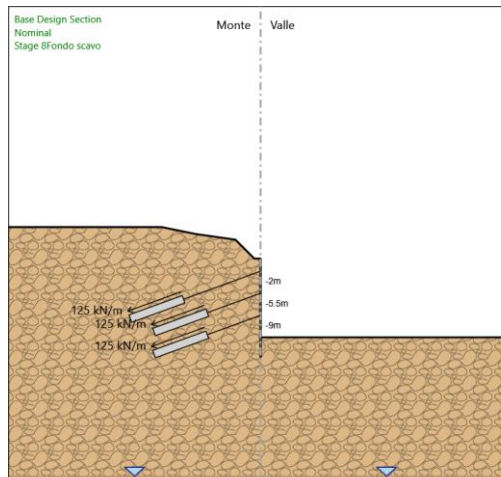 Base Design Section
Nominal
Stage 8Fondo scavo
Monte
Valle
-2m
-5.5m
-9m
125 kN/m
125 kN/m
125 kN/m